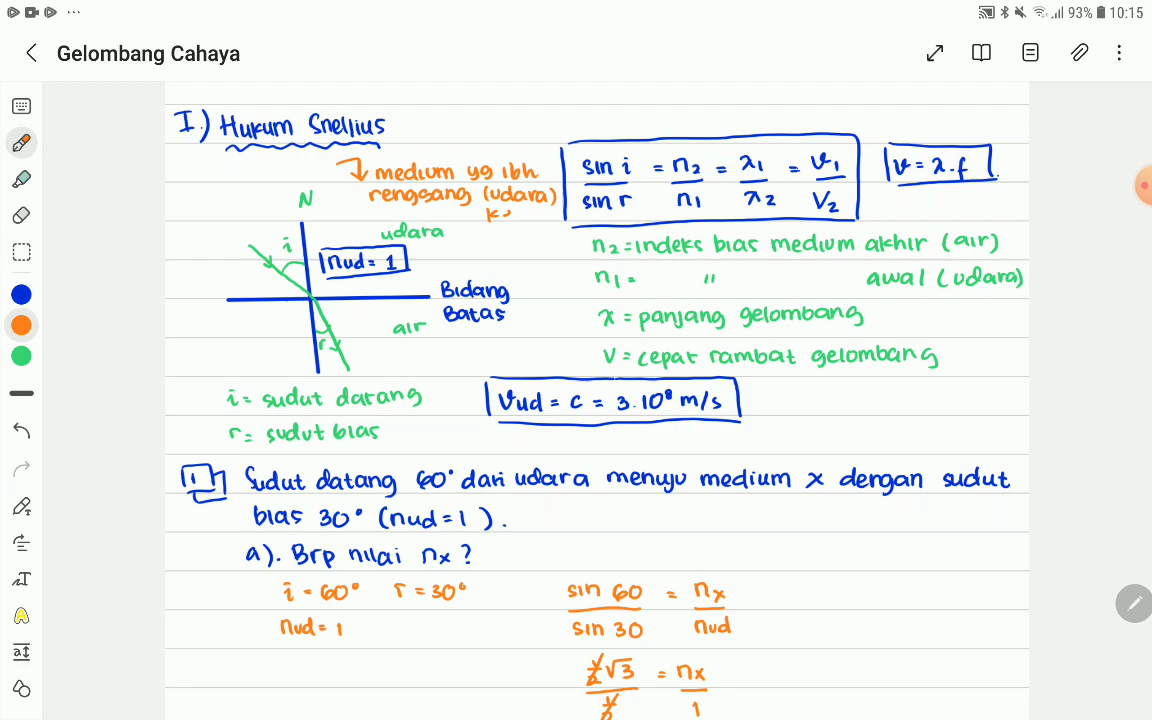 93% 10:15
Gelombang Cahaya
I.) Hukum Snellius
medium yg lbh
renggang (udara)
N
udara
i
nud = 1
Bidang
Batas
air
r
sin i / sin r = n2 / n1 = λ1 / λ2 = v1 / v2
v = λ.f
n2 = indeks bias medium akhir (air)
n1 = " awal (udara)
λ = panjang gelombang
v = cepat rambat gelombang
i = sudut datang
r = sudut bias
Vud = c = 3.10⁸ m/s
1 Sudut datang 60° dari udara menuju medium x dengan sudut
bias 30° (nud = 1).
a). Brp nilai nx?
i = 60° r = 30°
nud = 1
sin 60 / sin 30 = nx / nud
½√3 / ½ = nx / 1